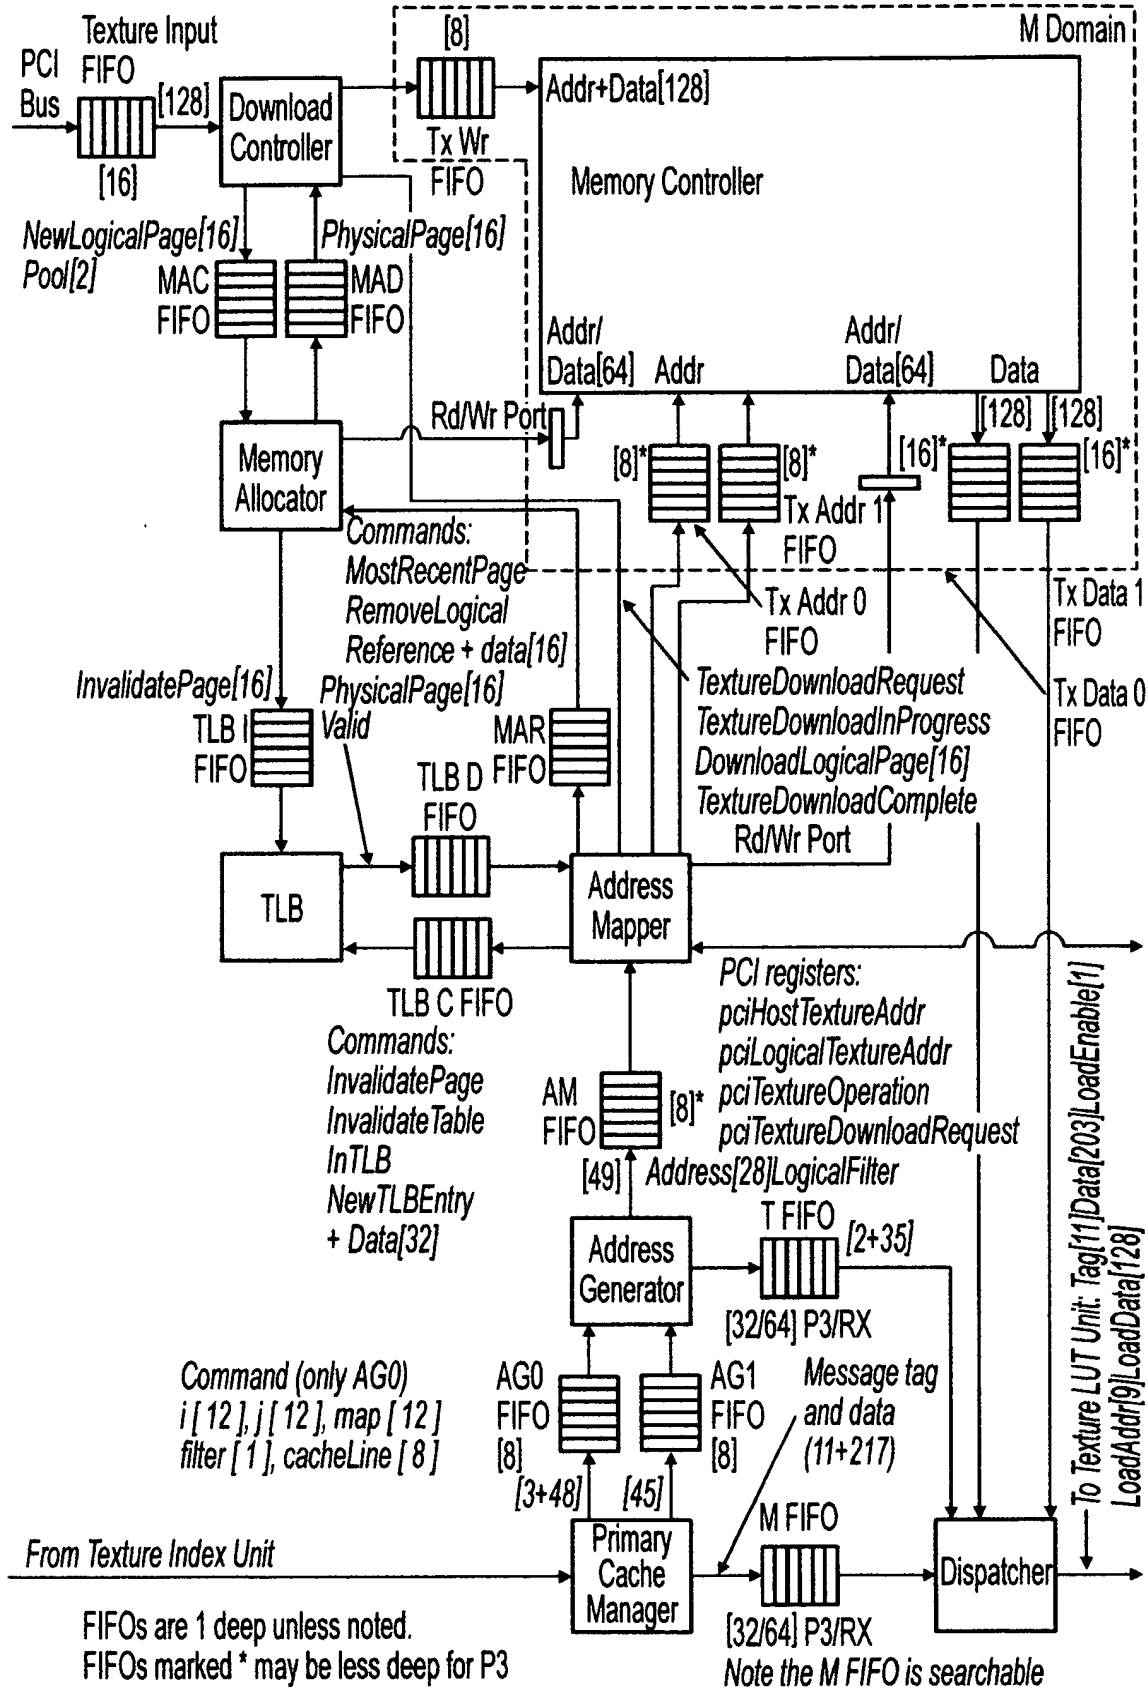 Texture Input
FIFO
PCI
Bus
[128]
[16]
Download
Controller
[8]
Tx Wr
FIFO
M Domain
Addr+Data[128]
Memory Controller
NewLogicalPage[16]
Pool[2]
PhysicalPage[16]
MAC
FIFO
MAD
FIFO
Addr/
Data[64]
Addr
Addr/
Data[64]
Data
[128]
[128]
Rd/Wr Port
[8]*
[8]*
[16]*
[16]*
Memory
Allocator
Tx Addr 1
FIFO
Commands:
MostRecentPage
RemoveLogical
Reference + data[16]
Tx Addr 0
FIFO
Tx Data 1
FIFO
InvalidatePage[16]
PhysicalPage[16]
Valid
TextureDownloadRequest
TextureDownloadInProgress
DownloadLogicalPage[16]
TextureDownloadComplete
Tx Data 0
FIFO
TLB I
FIFO
MAR
FIFO
TLB D
FIFO
Rd/Wr Port
TLB
Address
Mapper
TLB C FIFO
Commands:
InvalidatePage
InvalidateTable
InTLB
NewTLBEntry
+ Data[32]
PCI registers:
pciHostTextureAddr
pciLogicalTextureAddr
pciTextureOperation
pciTextureDownloadRequest
AM
FIFO
[8]*
[49]
Address[28]LogicalFilter
Address
Generator
T FIFO
[2+35]
[32/64] P3/RX
To Texture LUT Unit: Tag[11]Data[203]LoadEnable[1]
LoadAddr[9]LoadData[128]
Command (only AG0)
i [ 12 ], j [ 12 ], map [ 12 ]
filter [ 1 ], cacheLine [ 8 ]
AG0
FIFO
[8]
AG1
FIFO
[8]
Message tag
and data
(11+217)
[3+48]
[45]
From Texture Index Unit
Primary
Cache
Manager
M FIFO
[32/64] P3/RX
Dispatcher
FIFOs are 1 deep unless noted.
FIFOs marked * may be less deep for P3
Note the M FIFO is searchable